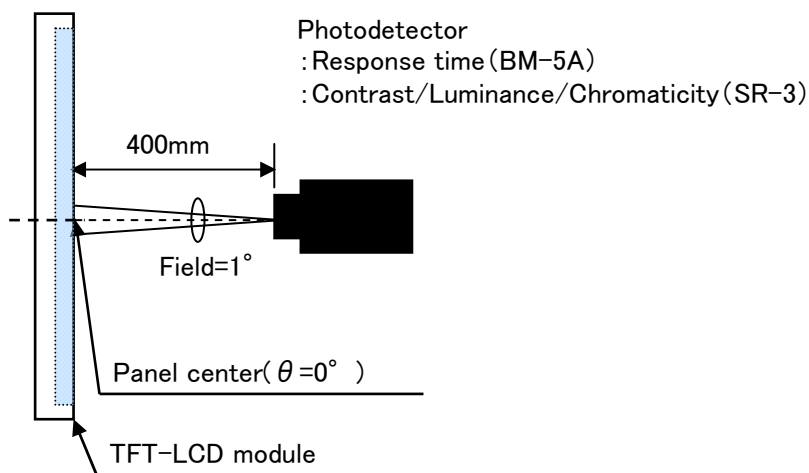 Photodetector
:Response time(BM-5A)
:Contrast/Luminance/Chromaticity(SR-3)
400mm
Field=1°
Panel center(θ=0° )
TFT-LCD module